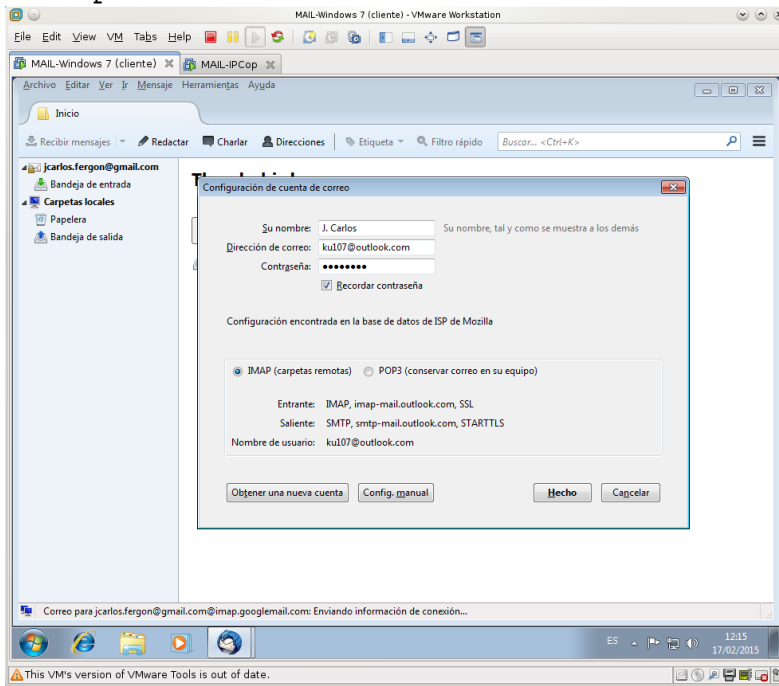 MAIL-Windows 7 (cliente) - VMware Workstation
File Edit View VM Tabs Help
MAIL-Windows 7 (cliente) MAIL-IPCop
Archivo Editar Ver Ir Mensaje Herramientas Ayuda
Inicio
Recibir mensajes Redactar Charlar Direcciones Etiqueta Filtro rápido Buscar... <Ctrl+K>
jcarlos.fergon@gmail.com
Bandeja de entrada
Carpetas locales
Papelera
Bandeja de salida
Configuración de cuenta de correo
Su nombre: J. Carlos Su nombre, tal y como se muestra a los demás
Dirección de correo: ku107@outlook.com
Contraseña: ••••••••
Recordar contraseña
Configuración encontrada en la base de datos de ISP de Mozilla
IMAP (carpetas remotas) POP3 (conservar correo en su equipo)
Entrante: IMAP, imap-mail.outlook.com, SSL
Saliente: SMTP, smtp-mail.outlook.com, STARTTLS
Nombre de usuario: ku107@outlook.com
Obtener una nueva cuenta Config. manual Hecho Cancelar
Correo para jcarlos.fergon@gmail.com@imap.googlemail.com: Enviando información de conexión...
ES 12:15
17/02/2015
This VM's version of VMware Tools is out of date.